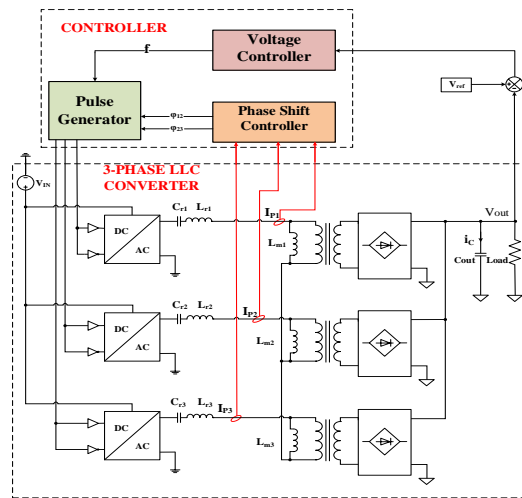 CONTROLLER
f
Voltage
Controller
Vref
Pulse
Generator
φ12
φ23
Phase Shift
Controller
3-PHASE LLC
CONVERTER
VIN
Cr1 Lr1
IP1
Vout
DC
AC
Lm1
iC
Cout
Load
Cr2 Lr2
IP2
DC
AC
Lm2
Cr3 Lr3
IP3
DC
AC
Lm3